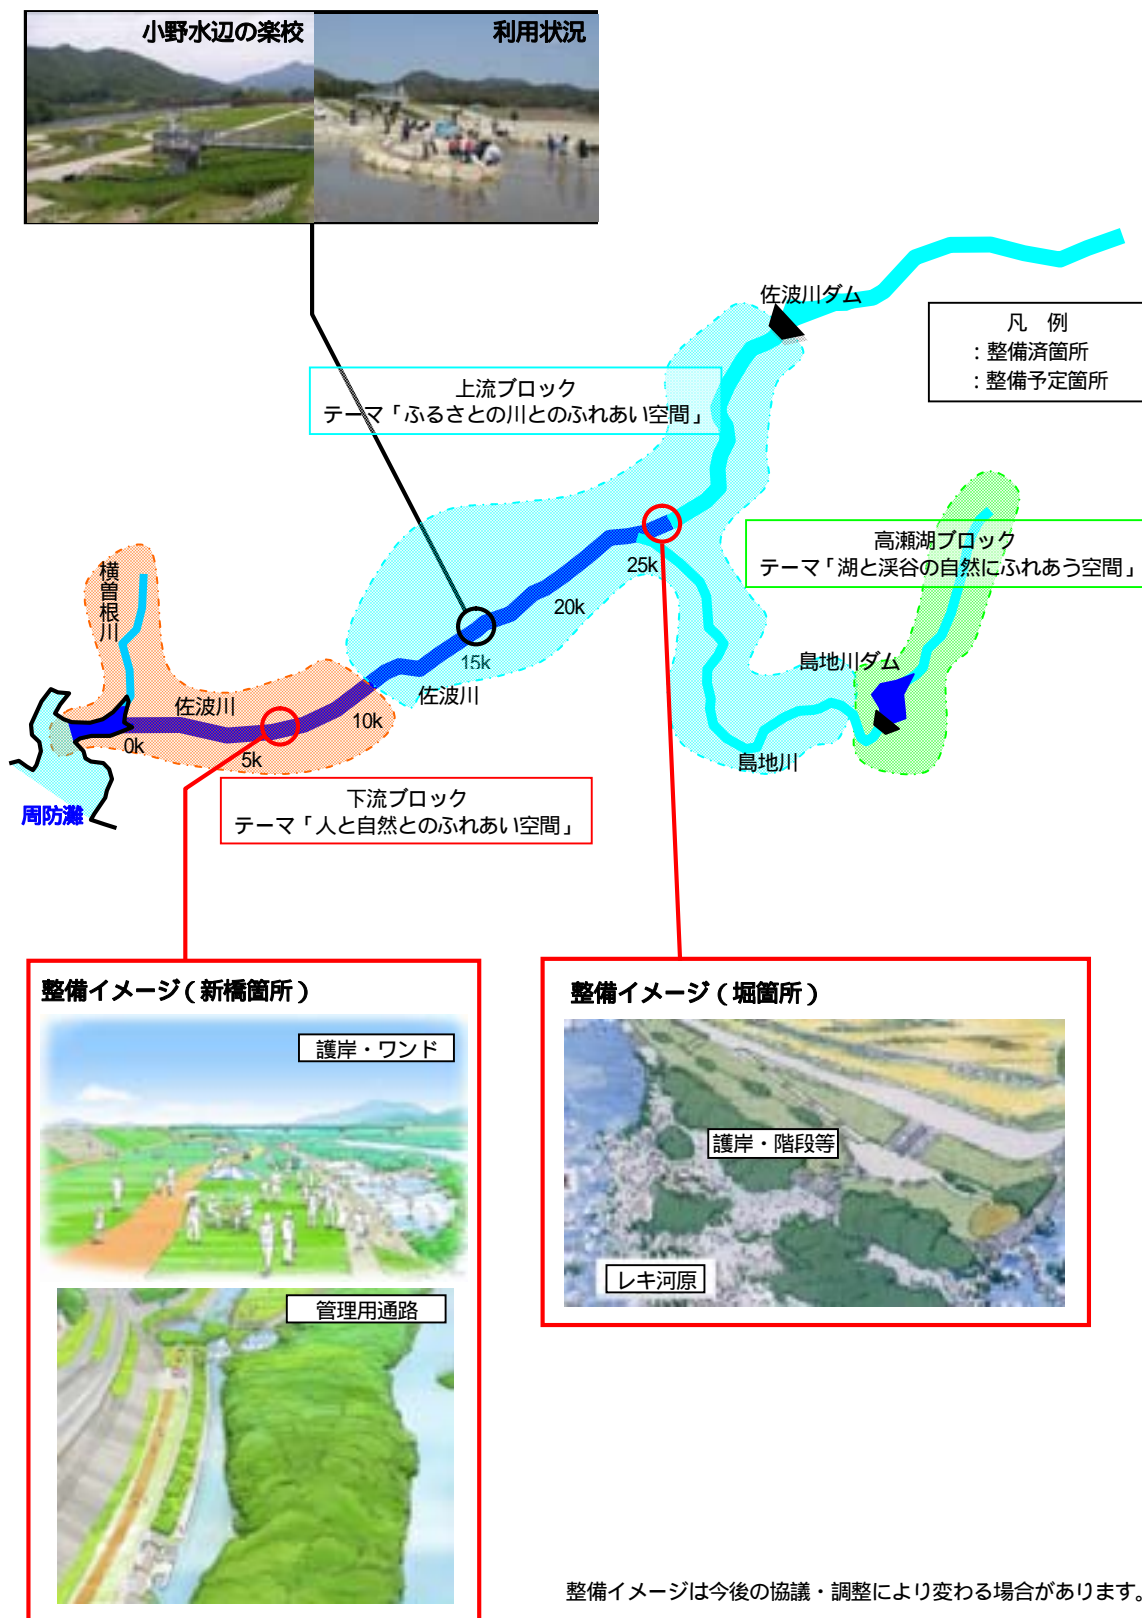 小野水辺の楽校
利用状況
佐波川ダム
凡 例
：整備済箇所
：整備予定箇所
上流ブロック
テーマ「ふるさとの川とのふれあい空間」
高瀬湖ブロック
テーマ「湖と渓谷の自然にふれあう空間」
横曽根川
25k
20k
15k
島地川ダム
佐波川
佐波川
10k
0k
5k
島地川
周防灘
下流ブロック
テーマ「人と自然とのふれあい空間」
整備イメージ（新橋箇所）
護岸・ワンド
管理用通路
整備イメージ（堀箇所）
護岸・階段等
レキ河原
整備イメージは今後の協議・調整により変わる場合があります。